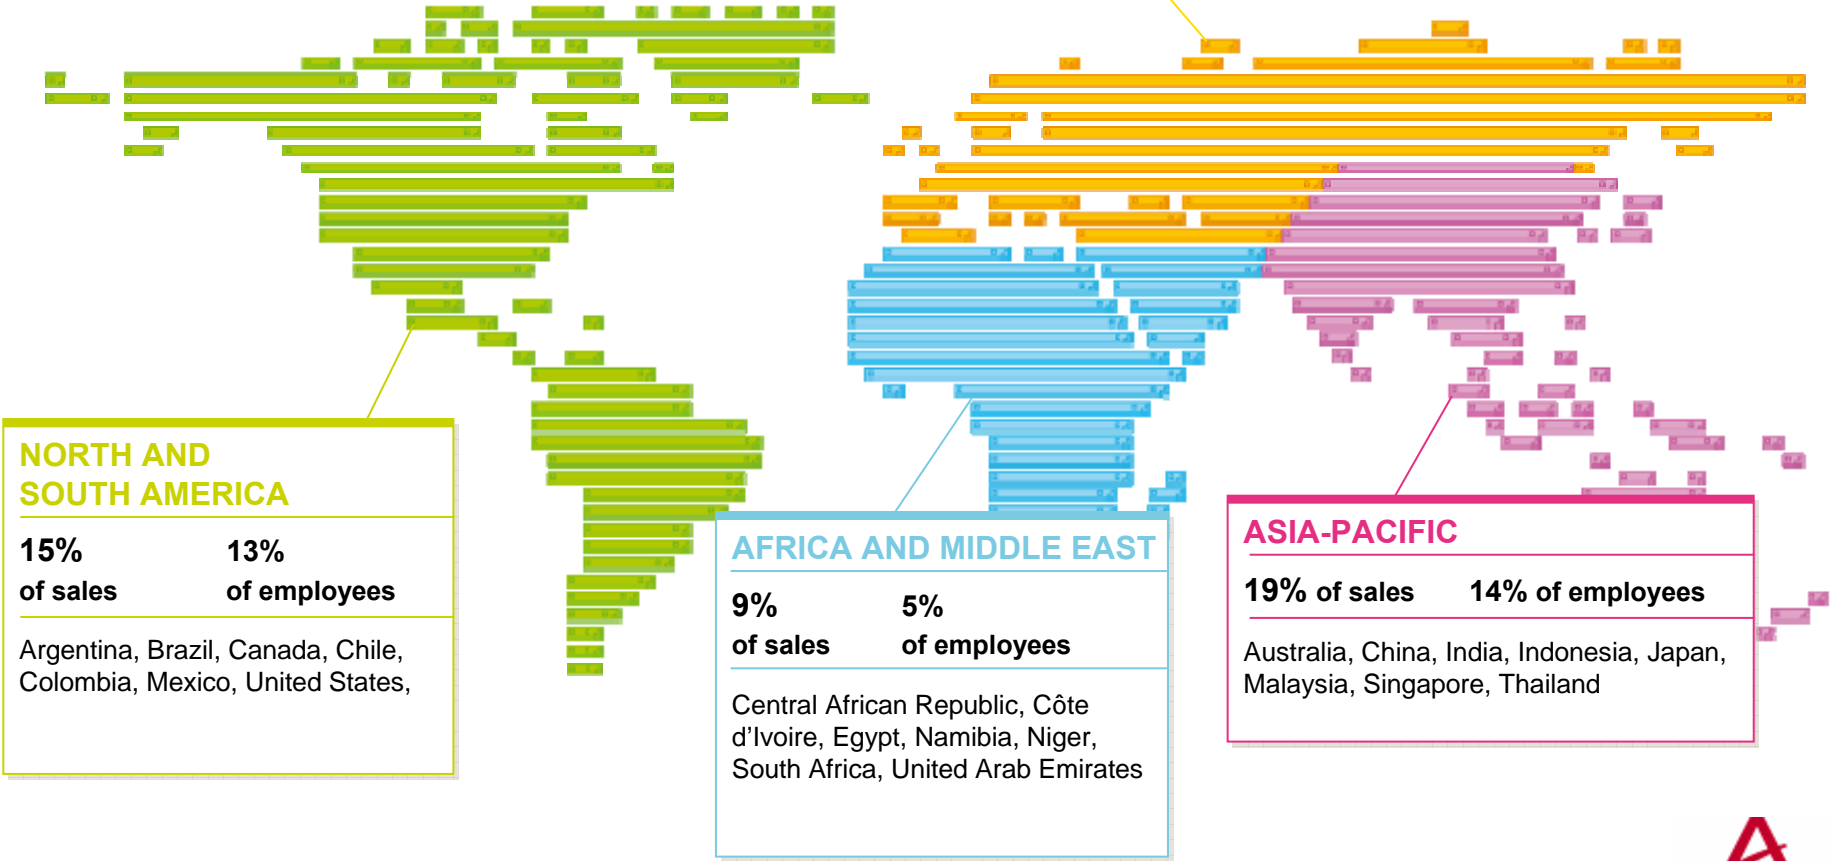 NORTH AND
SOUTH AMERICA
15%
of sales
13%
of employees
Argentina, Brazil, Canada, Chile,
Colombia, Mexico, United States,
AFRICA AND MIDDLE EAST
9%
of sales
5%
of employees
Central African Republic, Côte
d’Ivoire, Egypt, Namibia, Niger,
South Africa, United Arab Emirates
ASIA-PACIFIC
19% of sales
14% of employees
Australia, China, India, Indonesia, Japan,
Malaysia, Singapore, Thailand